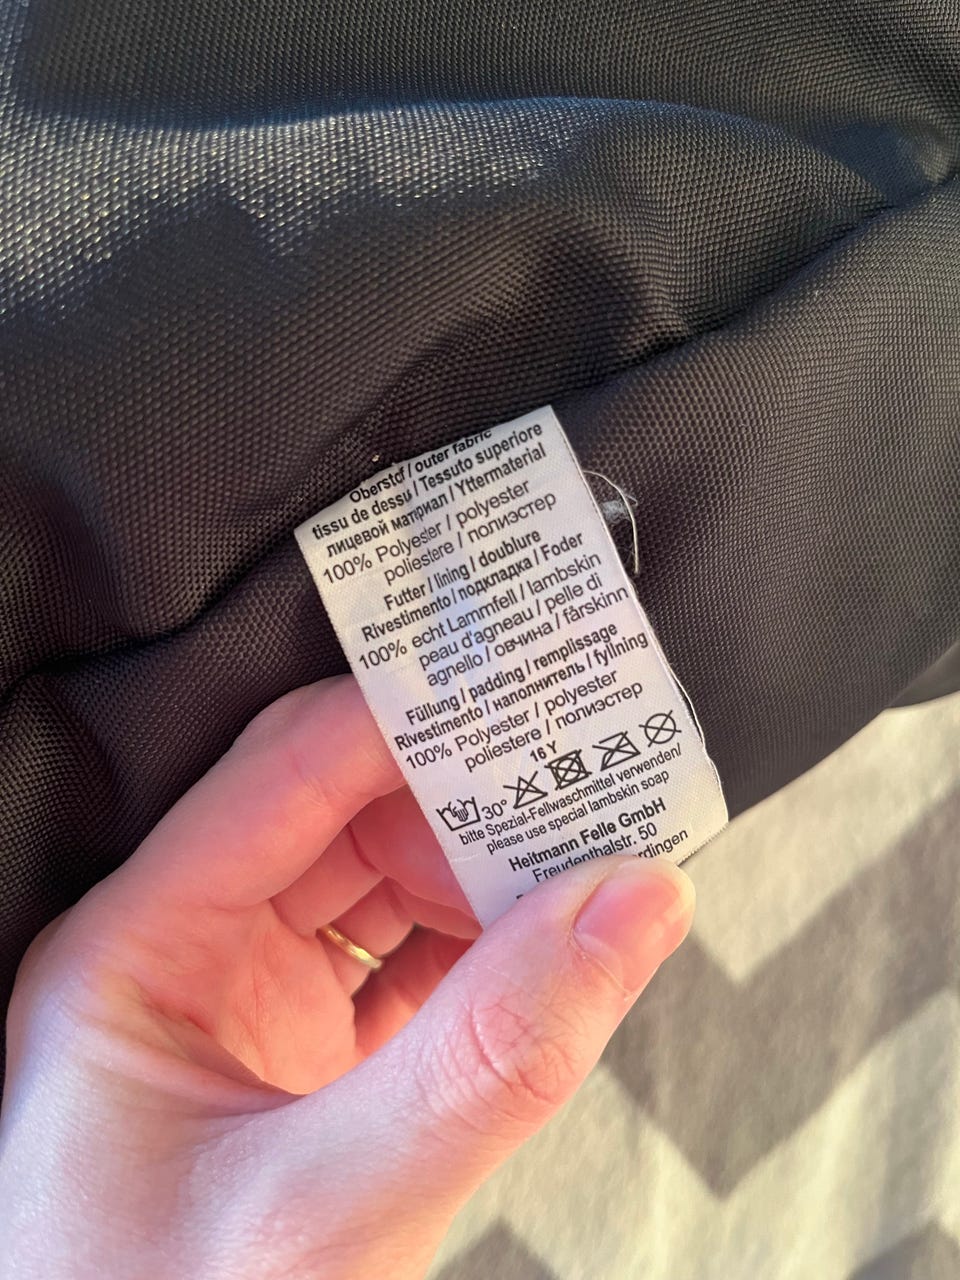 Oberstof / outer fabric
tissu de dessu / Tessuto superiore
лицевой материал / Yttermaterial
100% Polyester / polyester
poliestere / полиэстер
Futter / lining / doublure
Rivestimento / подкладка / Foder
100% echt Lammfell / lambskin
peau d'agneau / pelle di
agnello / овчина / fårskinn
Füllung / padding / remplissage
Rivestimento / наполнитель / fyllning
100% Polyester / polyester
poliestere / полиэстер
16 Y
30°
bitte Spezial-Fellwaschmittel verwenden/
please use special lambskin soap
Heitmann Felle GmbH
Freudenthalstr. 50